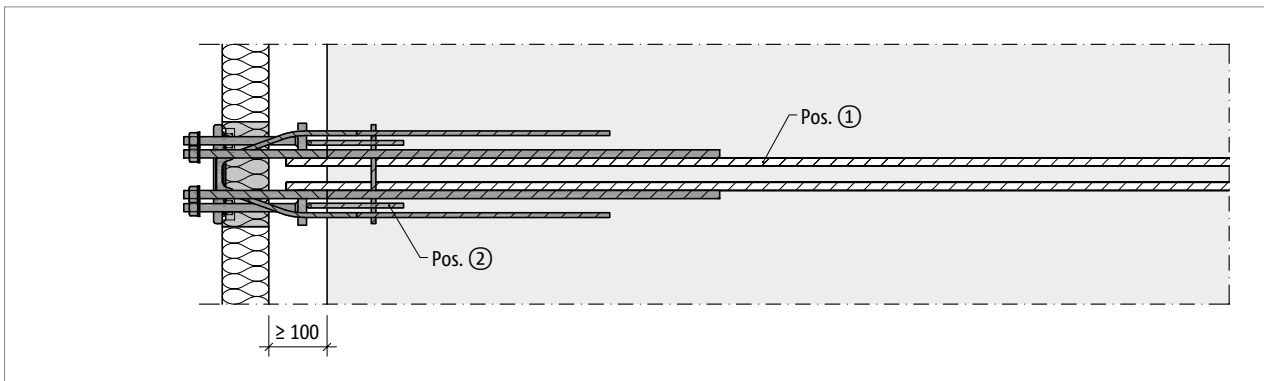 Pos. ①
Pos. ②
≥ 100